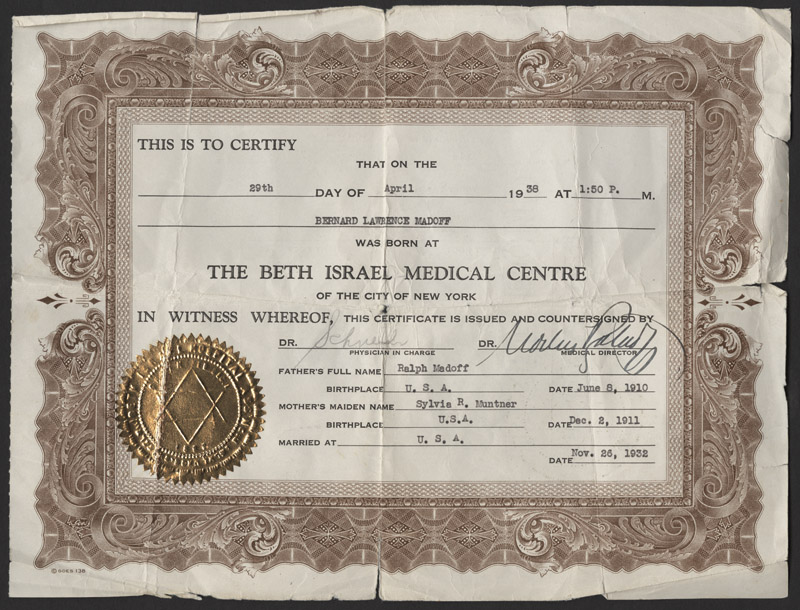 THIS IS TO CERTIFY
THAT ON THE
29th DAY OF April 1938 AT 1:50 P. M.
BERNARD LAWRENCE MADOFF
WAS BORN AT
THE BETH ISRAEL MEDICAL CENTRE
OF THE CITY OF NEW YORK
IN WITNESS WHEREOF, THIS CERTIFICATE IS ISSUED AND COUNTERSIGNED BY
DR. DR.
PHYSICIAN IN CHARGE MEDICAL DIRECTOR
FATHER'S FULL NAME Ralph Madoff
BIRTHPLACE U. S. A. DATE June 8, 1910
MOTHER'S MAIDEN NAME Sylvia R. Muntner
BIRTHPLACE U.S.A. DATE Dec. 2, 1911
MARRIED AT U. S. A.
DATE Nov. 26, 1932